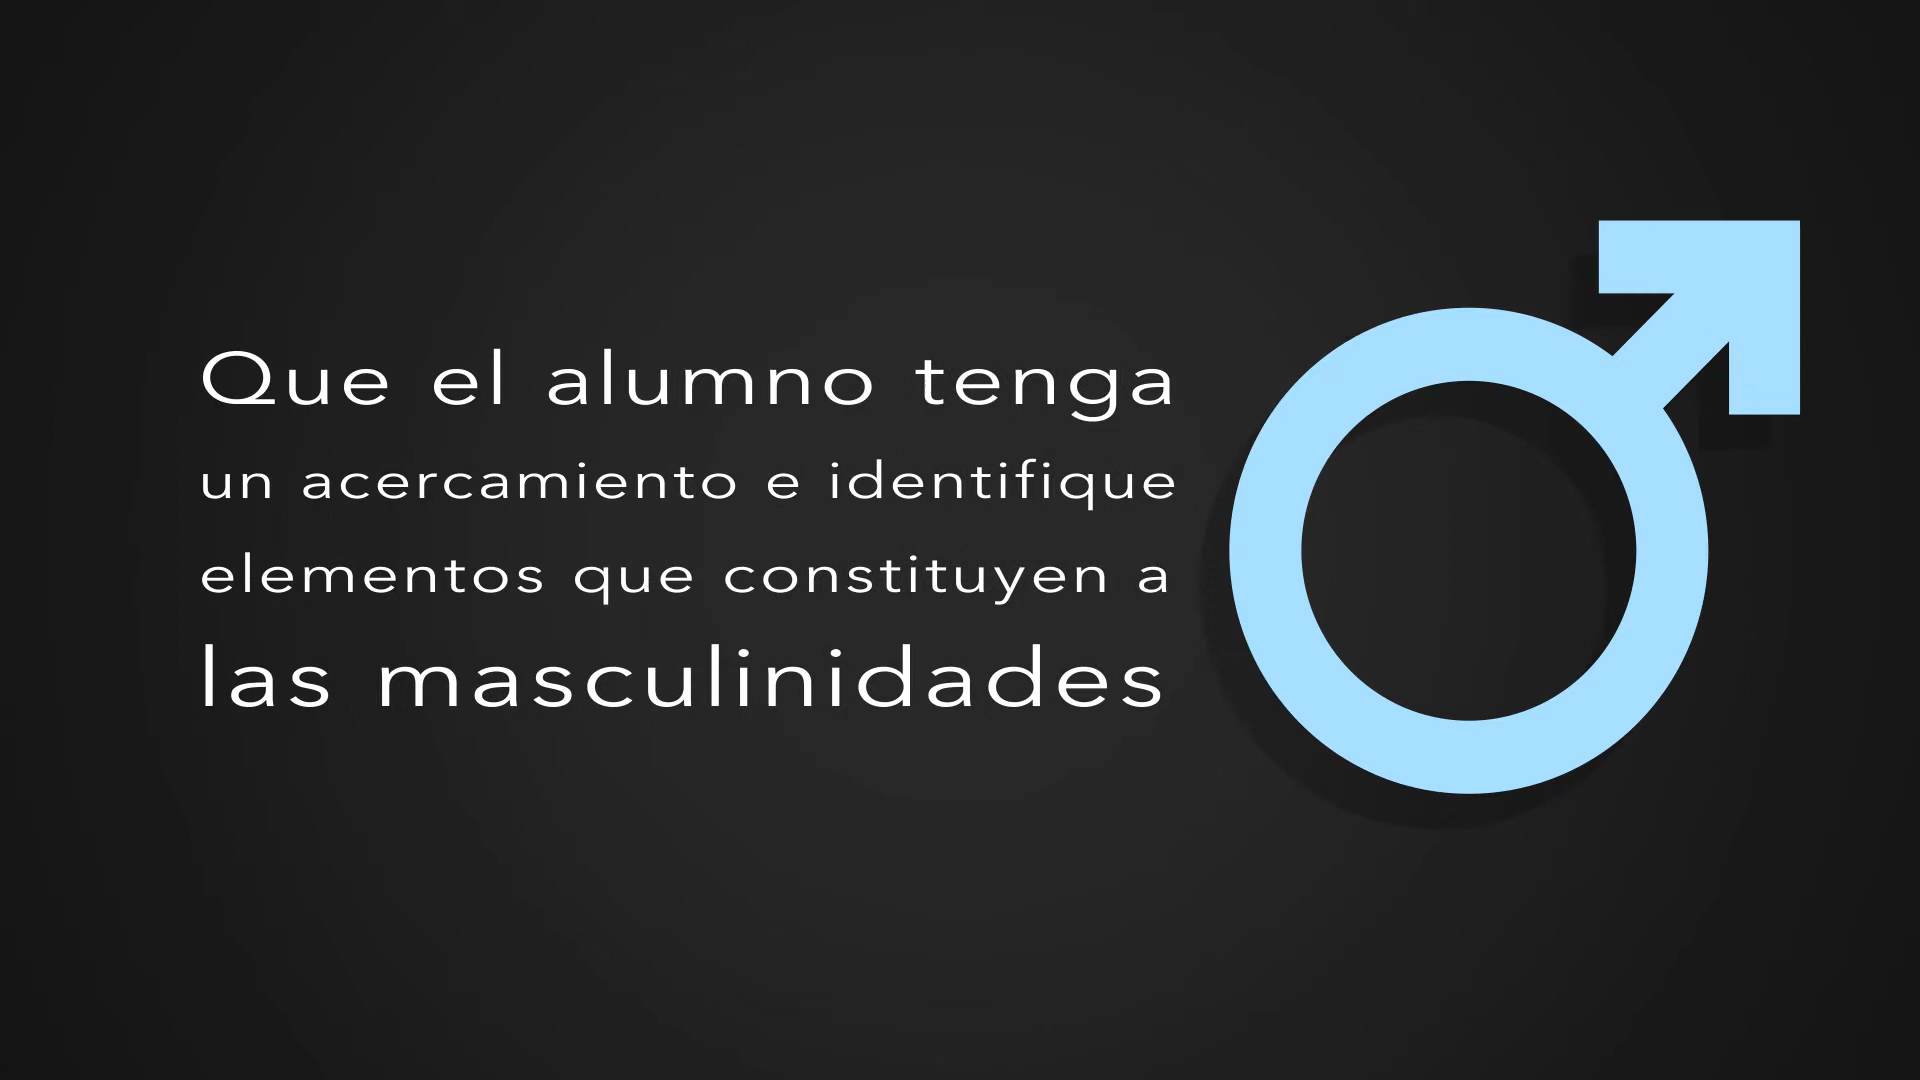 Que el alumno tenga
un acercamiento e identifique
elementos que constituyen a
las masculinidades